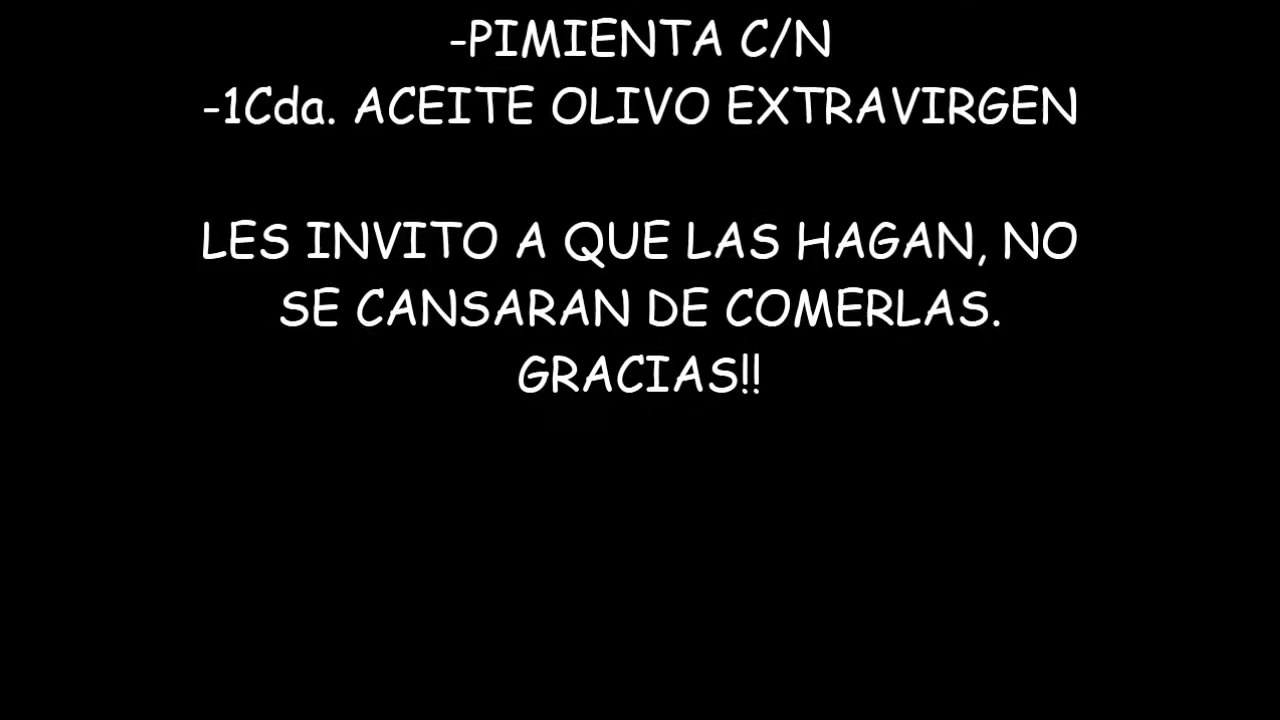 -PIMIENTA C/N
-1Cda. ACEITE OLIVO EXTRAVIRGEN
LES INVITO A QUE LAS HAGAN, NO
SE CANSARAN DE COMERLAS.
GRACIAS!!